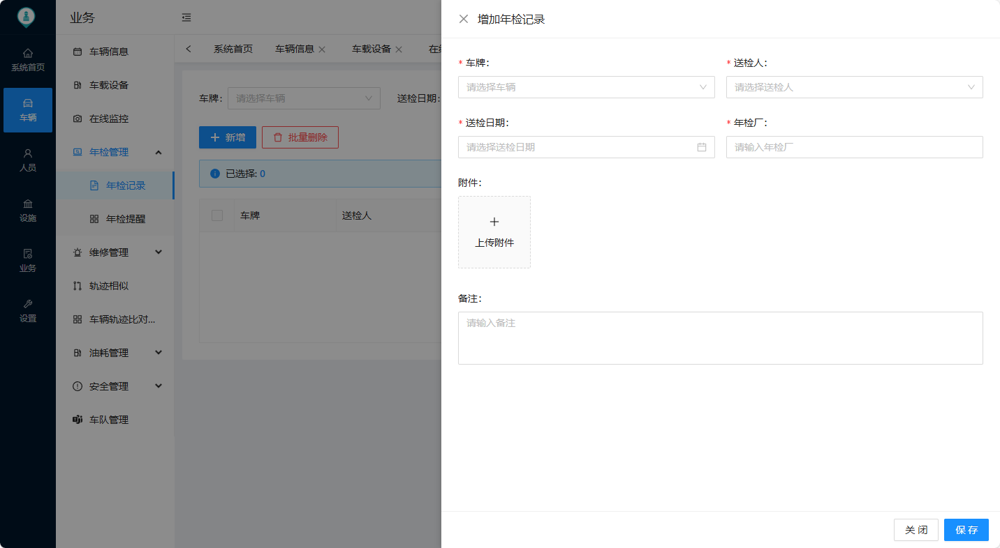 系统首页
车辆
人员
设施
业务
设置
业务
车辆信息
车载设备
在线监控
年检管理
年检记录
年检提醒
维修管理
轨迹相似
车辆轨迹比对...
油耗管理
安全管理
车队管理
系统首页 车辆信息 车载设备
车牌: 请选择车辆 送检日期:
新增 批量删除
已选择: 0
车牌 送检人
增加年检记录
* 车牌: * 送检人:
请选择车辆 请选择送检人
* 送检日期: * 年检厂:
请选择送检日期 请输入年检厂
附件:
上传附件
备注:
请输入备注
关 闭 保 存